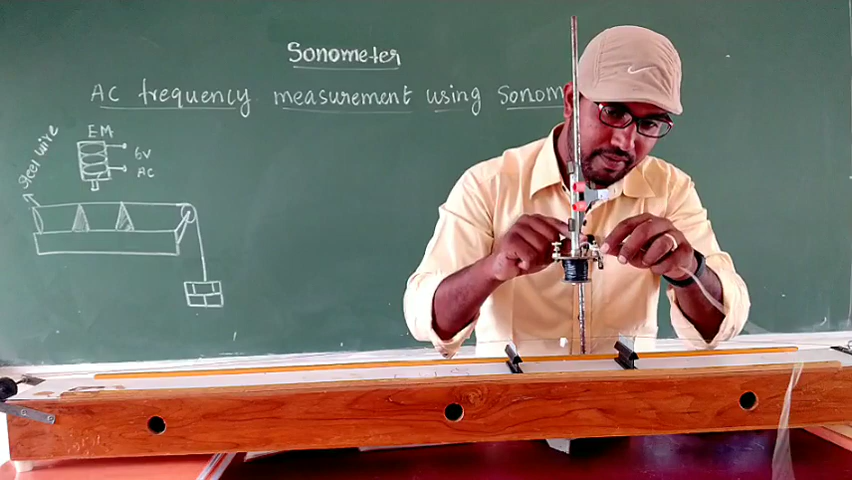 Sonometer
AC frequency measurement using Sonom
EM
6V
AC
Steel wire